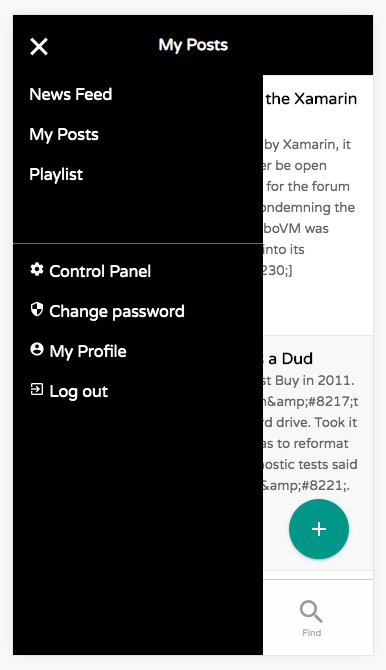 My Posts
News Feed
My Posts
Playlist
Control Panel
Change password
My Profile
Log out
the Xamarin
by Xamarin, it
er be open
for the forum
ondemning the
boVM was
into its
230;]
s a Dud
st Buy in 2011.
n&amp;#8217;t
rd drive. Took it
as to reformat
nostic tests said
&amp;#8221;.
Find